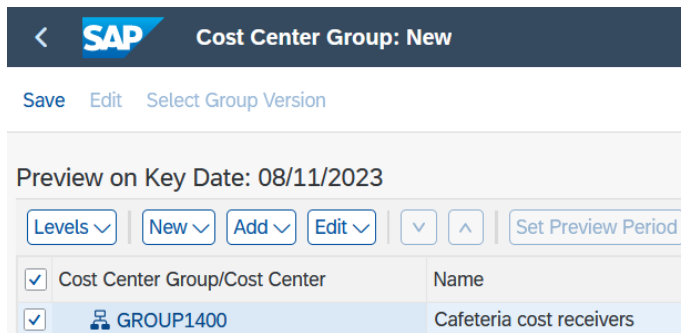 SAP Cost Center Group: New
Save Edit Select Group Version
Preview on Key Date: 08/11/2023
Levels New Add Edit Set Preview Period
Cost Center Group/Cost Center Name
GROUP1400 Cafeteria cost receivers